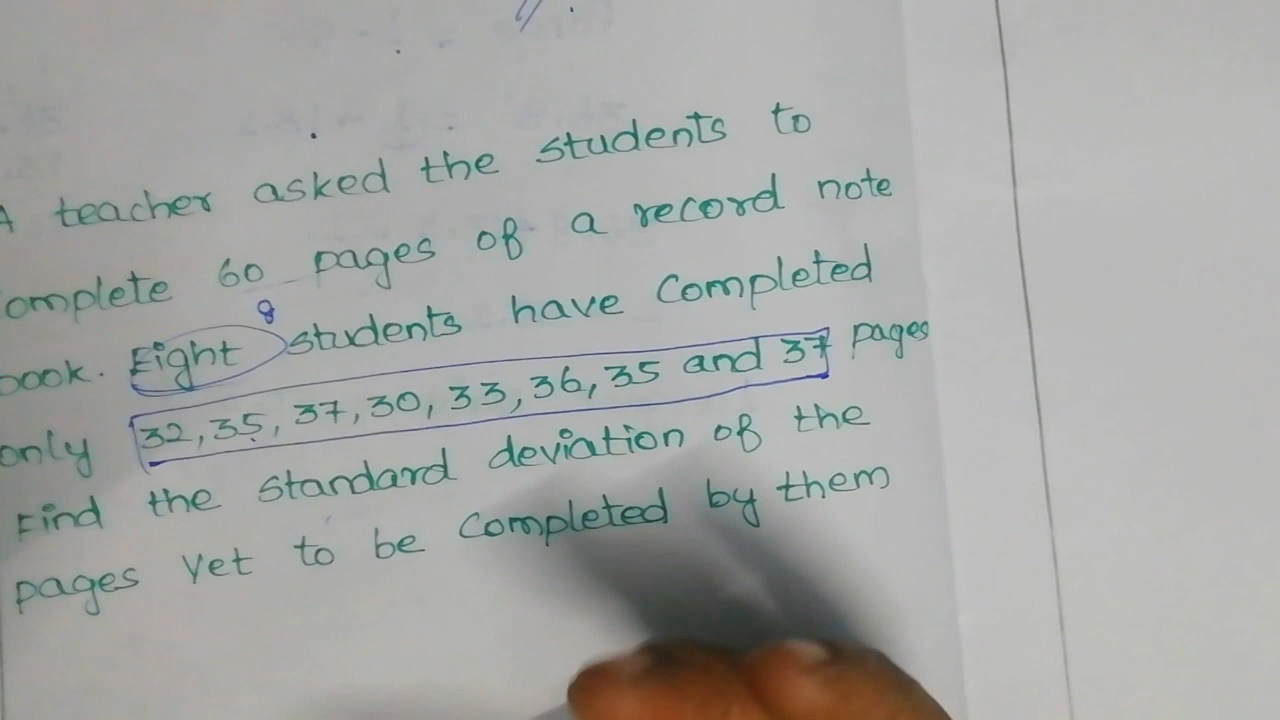 A teacher asked the students to
complete 60 pages of a record note
8
book. Eight students have completed
only 32, 35, 37, 30, 33, 36, 35 and 37 pages
Find the standard deviation of the
pages yet to be completed by them